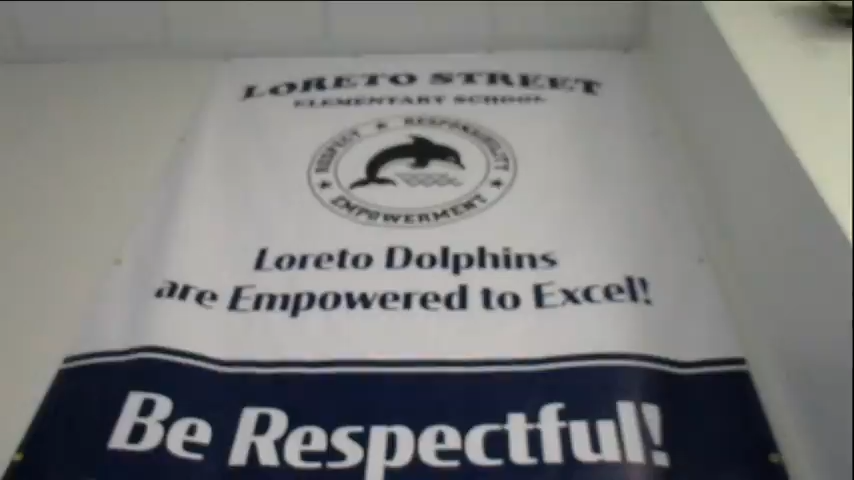 LORETO STREET
ELEMENTARY SCHOOL
RESPECT ★ RESPONSIBILITY
★ EMPOWERMENT ★
Loreto Dolphins
are Empowered to Excel!
Be Respectful!